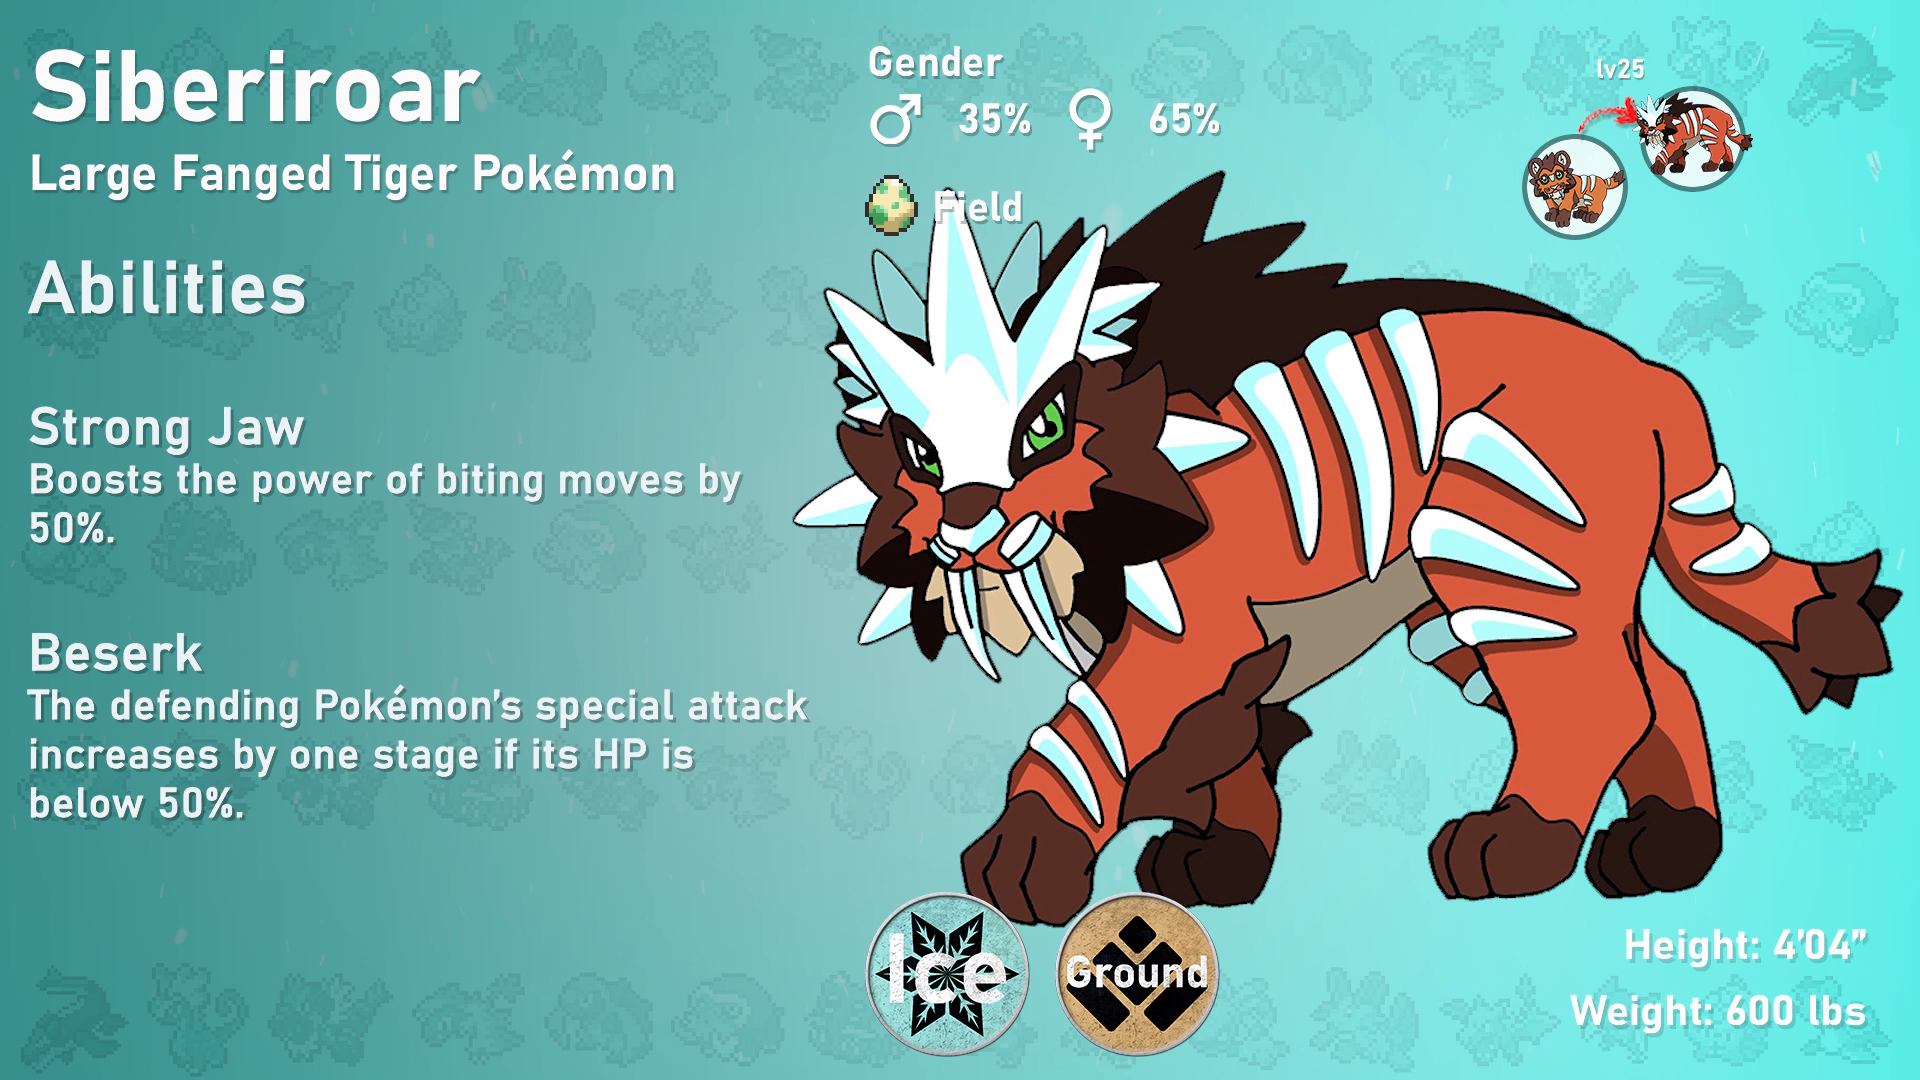 Siberiroar
Large Fanged Tiger Pokémon
Abilities
Strong Jaw
Boosts the power of biting moves by
50%.
Beserk
The defending Pokémon's special attack
increases by one stage if its HP is
below 50%.
Gender
♂ 35% ♀ 65%
Field
lv25
Ice
Ground
Height: 4'04”
Weight: 600 lbs